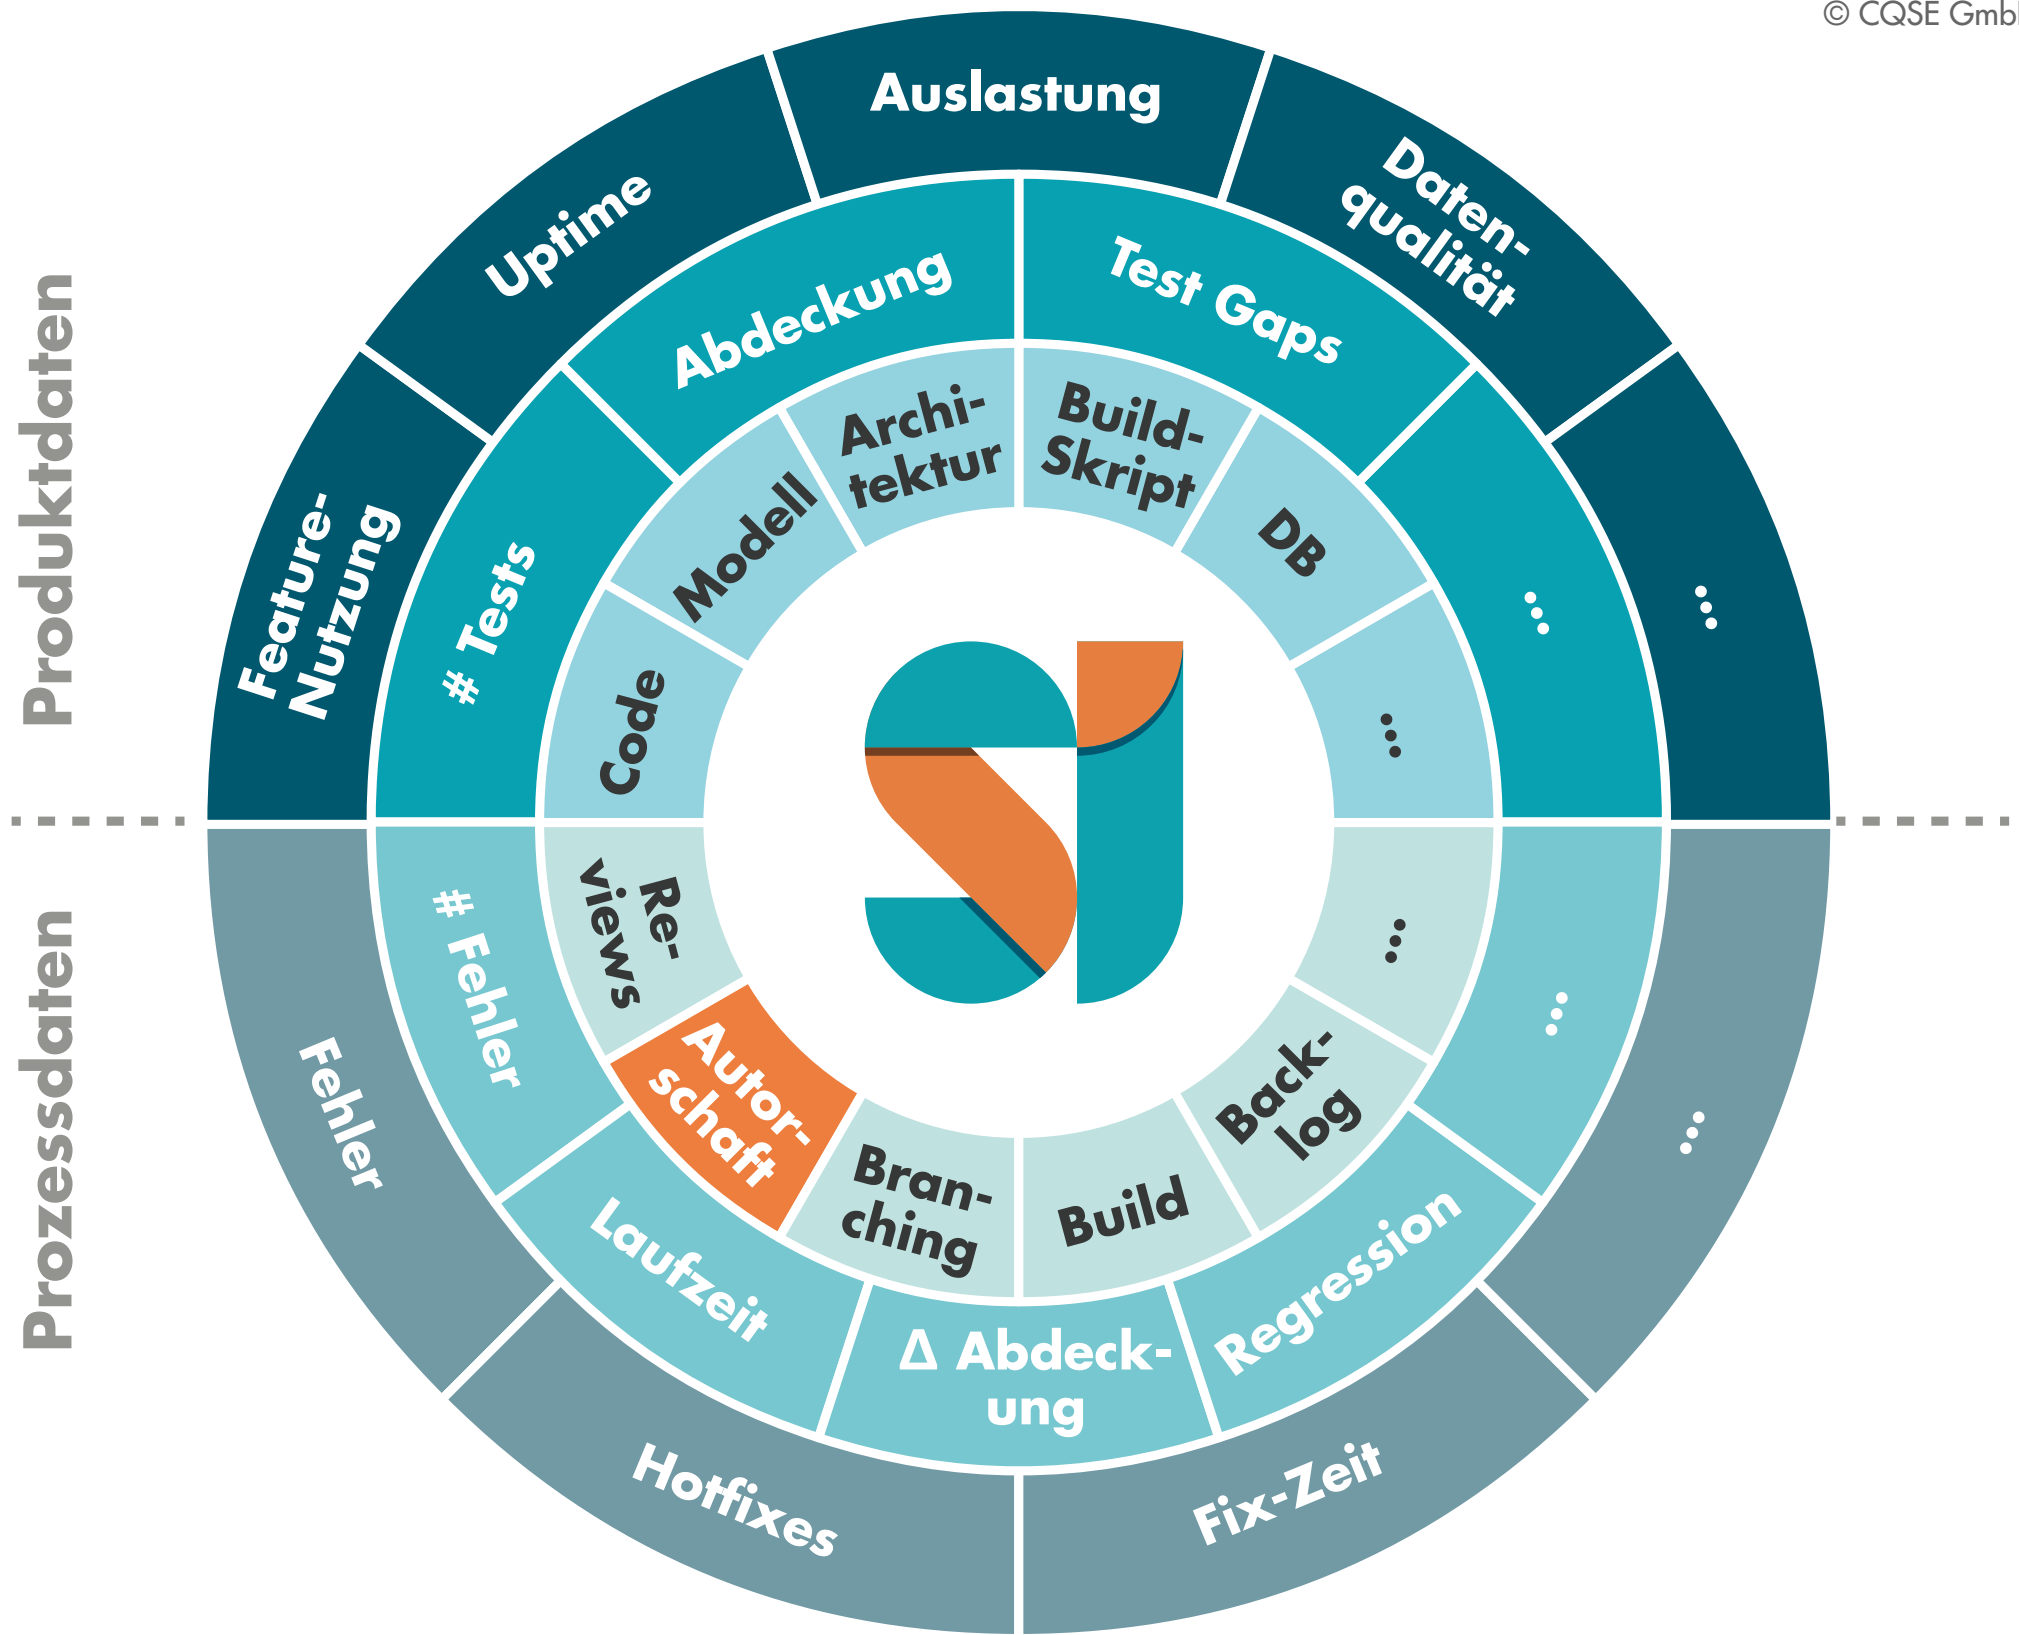 © CQSE Gmb
Produktdaten
Prozessdaten
Feature-
Nutzung
Uptime
Auslastung
Daten-
qualität
...
# Tests
Abdeckung
Test Gaps
...
Code
Modell
Archi-
tektur
Build-
Skript
DB
...
Re-
views
Autor-
schaft
Bran-
ching
Build
Back-
log
...
# Fehler
Laufzeit
Δ Abdeck-
ung
Regression
...
Fehler
Hotfixes
Fix-Zeit
...